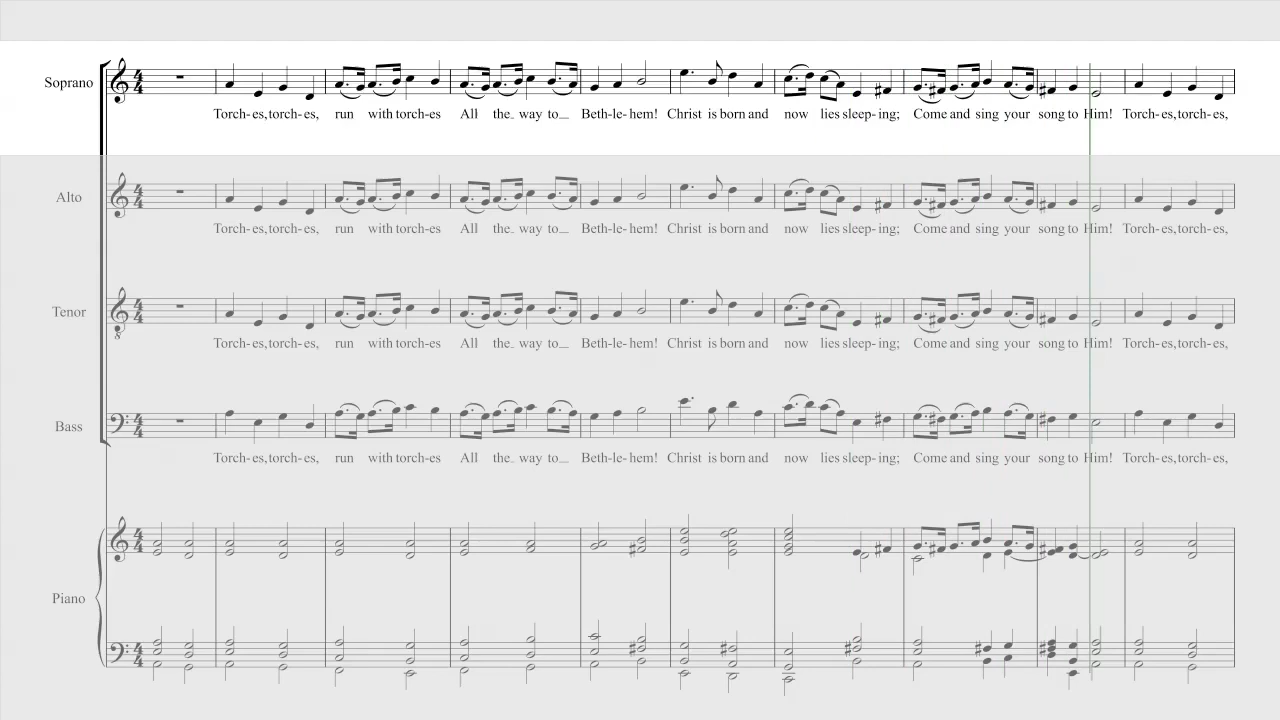 Soprano
Torch-es, torch-es, run with torch-es All the way to Beth-le-hem! Christ is born and now lies sleep-ing; Come and sing your song to Him! Torch-es, torch-es,
Alto
Torch-es, torch-es, run with torch-es All the way to Beth-le-hem! Christ is born and now lies sleep-ing; Come and sing your song to Him! Torch-es, torch-es,
Tenor
8
Torch-es, torch-es, run with torch-es All the way to Beth-le-hem! Christ is born and now lies sleep-ing; Come and sing your song to Him! Torch-es, torch-es,
Bass
Torch-es, torch-es, run with torch-es All the way to Beth-le-hem! Christ is born and now lies sleep-ing; Come and sing your song to Him! Torch-es, torch-es,
Piano